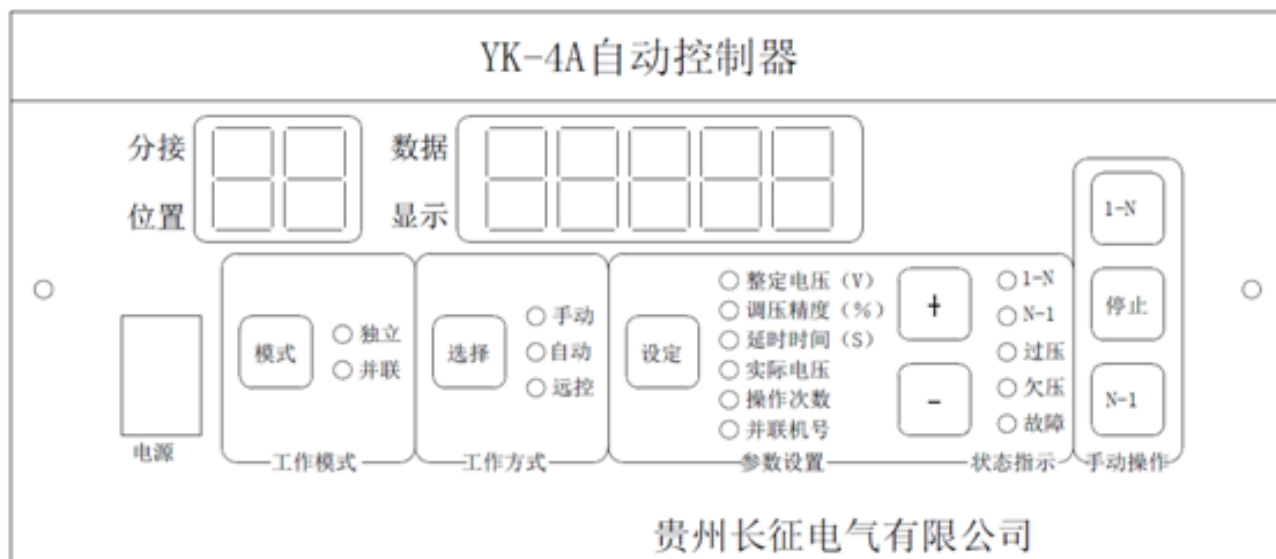 YK-4A自动控制器
分接
位置
数据
显示
1-N
停止
N-1
手动操作
电源
模式
独立
并联
工作模式
选择
手动
自动
远控
工作方式
设定
整定电压（V）
调压精度（%）
延时时间（S）
实际电压
操作次数
并联机号
参数设置
+
-
1-N
N-1
过压
欠压
故障
状态指示
贵州长征电气有限公司